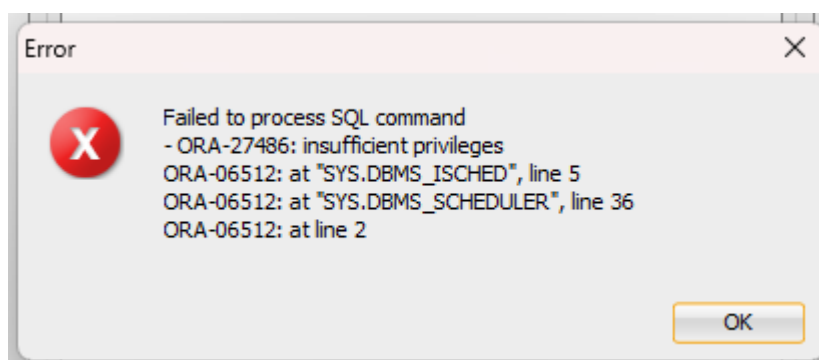 Error
Failed to process SQL command
- ORA-27486: insufficient privileges
ORA-06512: at "SYS.DBMS_ISCHED", line 5
ORA-06512: at "SYS.DBMS_SCHEDULER", line 36
ORA-06512: at line 2
OK